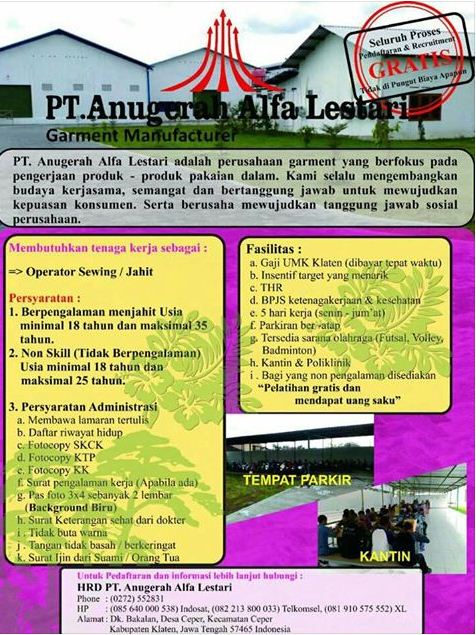 Seluruh Proses
Pendaftaran & Recruitment
GRATIS
Tidak di Pungut Biaya Apapun
PT.Anugerah Alfa Lestari
Garment Manufacturer
PT. Anugerah Alfa Lestari adalah perusahaan garment yang berfokus pada
pengerjaan produk - produk pakaian dalam. Kami selalu mengembangkan
budaya kerjasama, semangat dan bertanggung jawab untuk mewujudkan
kepuasan konsumen. Serta berusaha mewujudkan tanggung jawab sosial
perusahaan.
Membutuhkan tenaga kerja sebagai :
=> Operator Sewing / Jahit
Persyaratan :
1. Berpengalaman menjahit Usia
minimal 18 tahun dan maksimal 35
tahun.
2. Non Skill (Tidak Berpengalaman)
Usia minimal 18 tahun dan
maksimal 25 tahun.
3. Persyaratan Administrasi
a. Membawa lamaran tertulis
b. Daftar riwayat hidup
c. Fotocopy SKCK
d. Fotocopy KTP
e. Fotocopy KK
f. Surat pengalaman kerja (Apabila ada)
g. Pas foto 3x4 sebanyak 2 lembar
(Background Biru)
h. Surat Keterangan sehat dari dokter
i . Tidak buta warna
j . Tangan tidak basah / berkeringat
k. Surat Ijin dari Suami / Orang Tua
Fasilitas :
a. Gaji UMK Klaten (dibayar tepat waktu)
b. Insentif target yang menarik
c. THR
d. BPJS ketenagakerjaan & kesehatan
e. 5 hari kerja (senin - jum'at)
f. Parkiran ber -atap
g. Tersedia sarana olahraga (Futsal, Volley,
Badminton)
h. Kantin & Poliklinik
i . Bagi yang non pengalaman disediakan
"Pelatihan gratis dan
mendapat uang saku"
TEMPAT PARKIR
KANTIN
Untuk Pedaftaran dan informasi lebih lanjut hubungi :
HRD PT. Anugerah Alfa Lestari
Phone : (0272) 552831
HP : (085 640 000 538) Indosat, (082 213 800 033) Telkomsel, (081 910 575 552) XL
Alamat : Dk. Bakalan, Desa Ceper, Kecamatan Ceper
Kabupaten Klaten, Jawa Tengah 57465 Indonesia